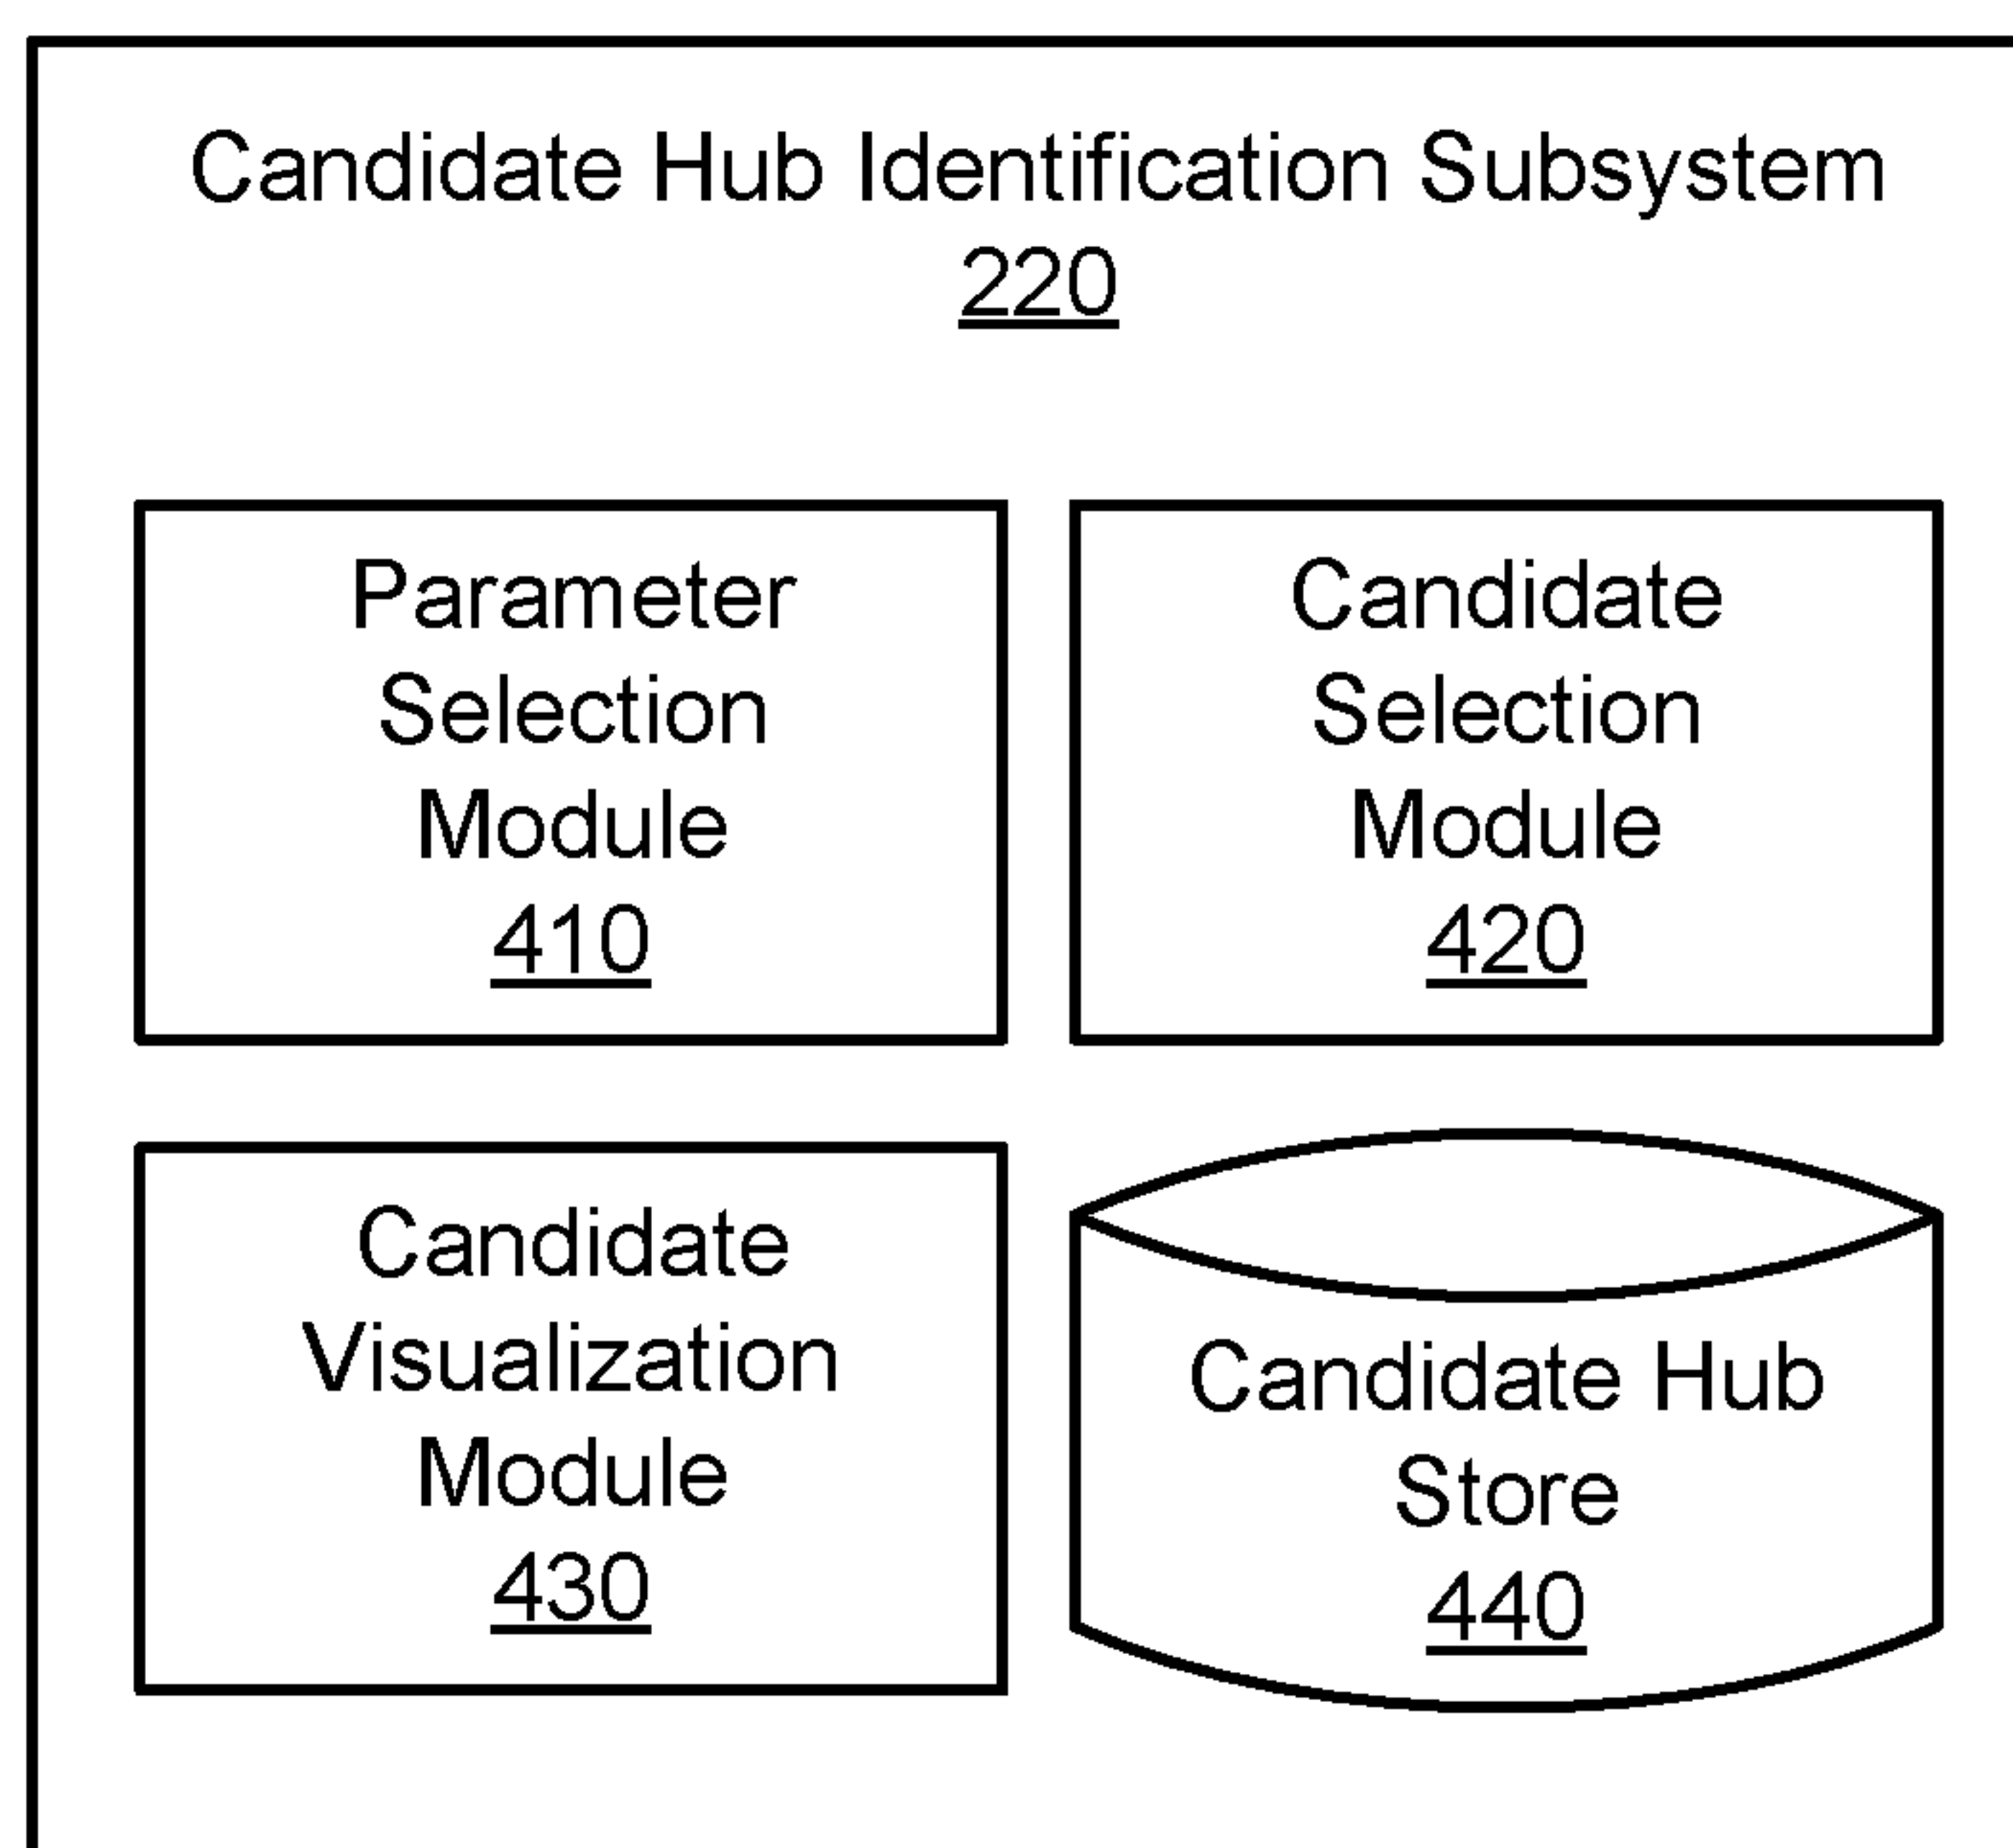 Candidate Hub Identification Subsystem
220
Parameter
Selection
Module
410
Candidate
Selection
Module
420
Candidate
Visualization
Module
430
Candidate Hub
Store
440